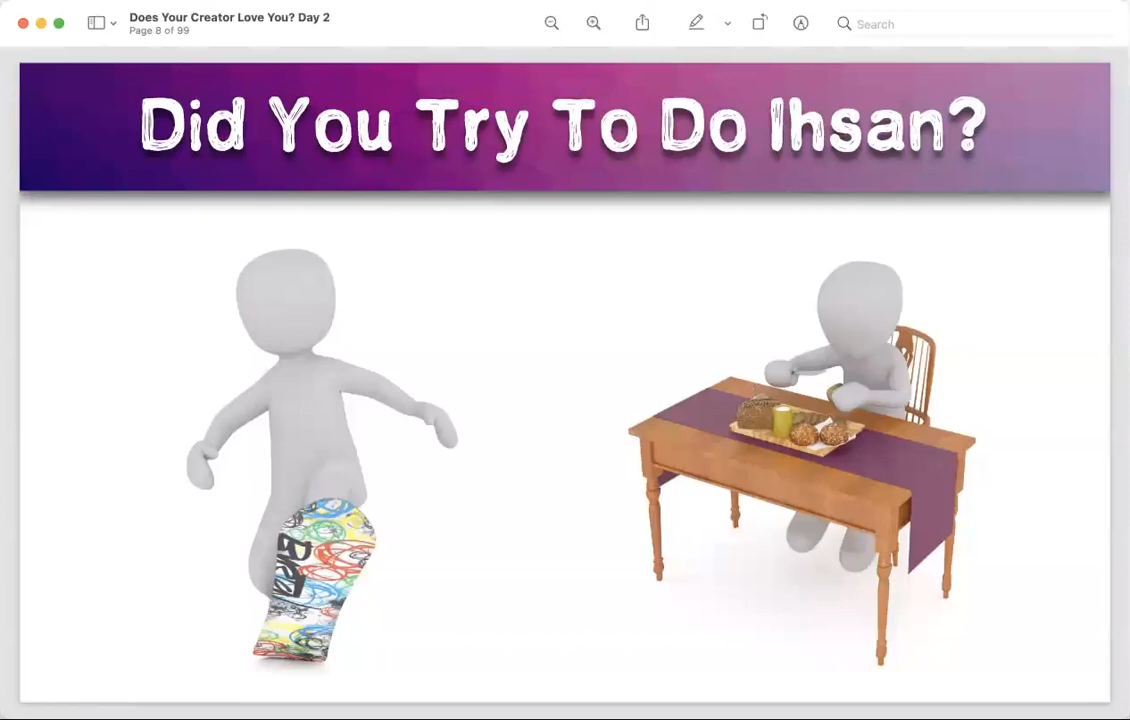 Does Your Creator Love You? Day 2
Page 8 of 99
Search
Did You Try To Do Ihsan?